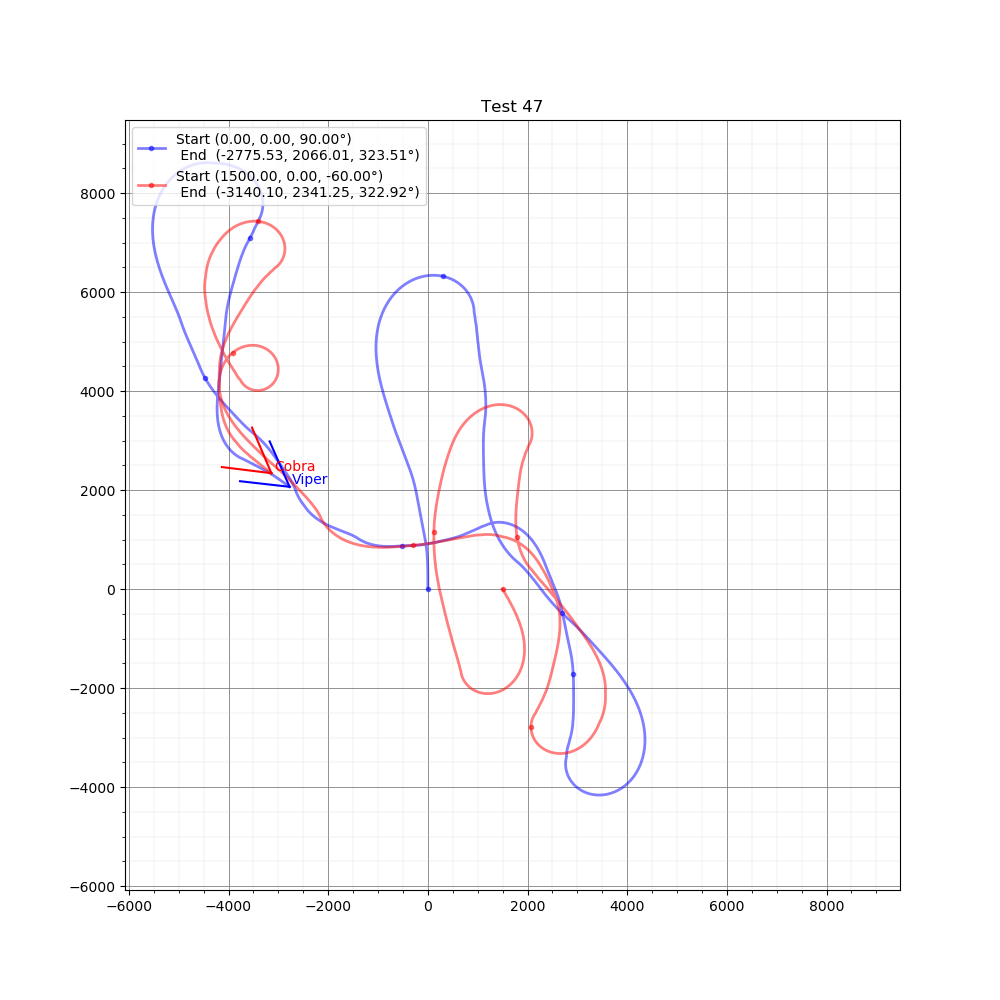 Test 47
Start (0.00, 0.00, 90.00°)
End (-2775.53, 2066.01, 323.51°)
Start (1500.00, 0.00, -60.00°)
End (-3140.10, 2341.25, 322.92°)
8000
6000
4000
Cobra
Viper
2000
0
−2000
−4000
−6000
−6000 −4000 −2000 0 2000 4000 6000 8000